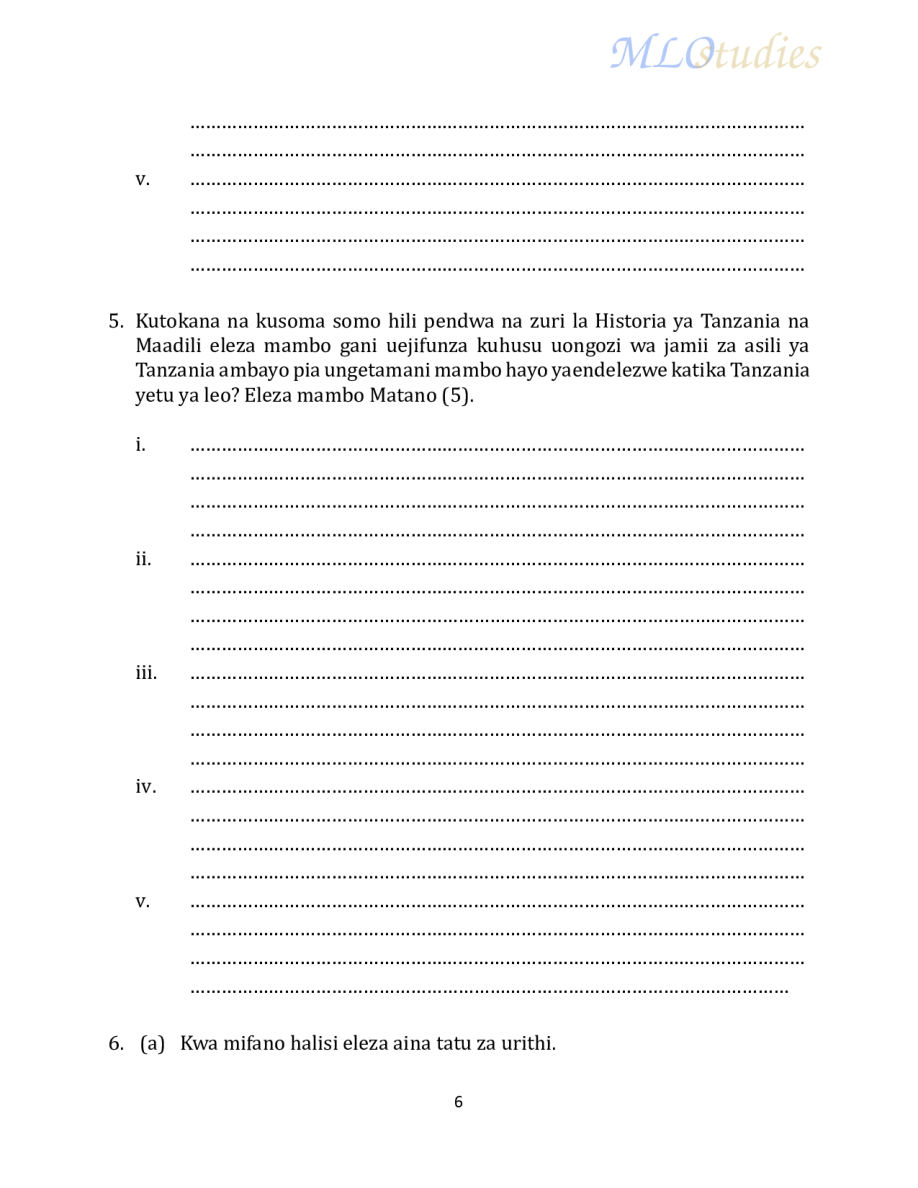 MLOstudies
................................................................................
................................................................................
v. ................................................................................
................................................................................
................................................................................
................................................................................
5. Kutokana na kusoma somo hili pendwa na zuri la Historia ya Tanzania na
Maadili eleza mambo gani uejifunza kuhusu uongozi wa jamii za asili ya
Tanzania ambayo pia ungetamani mambo hayo yaendelezwe katika Tanzania
yetu ya leo? Eleza mambo Matano (5).
i. ................................................................................
................................................................................
................................................................................
................................................................................
ii. ................................................................................
................................................................................
................................................................................
................................................................................
iii. ................................................................................
................................................................................
................................................................................
................................................................................
iv. ................................................................................
................................................................................
................................................................................
................................................................................
v. ................................................................................
................................................................................
................................................................................
................................................................................
6. (a) Kwa mifano halisi eleza aina tatu za urithi.
6